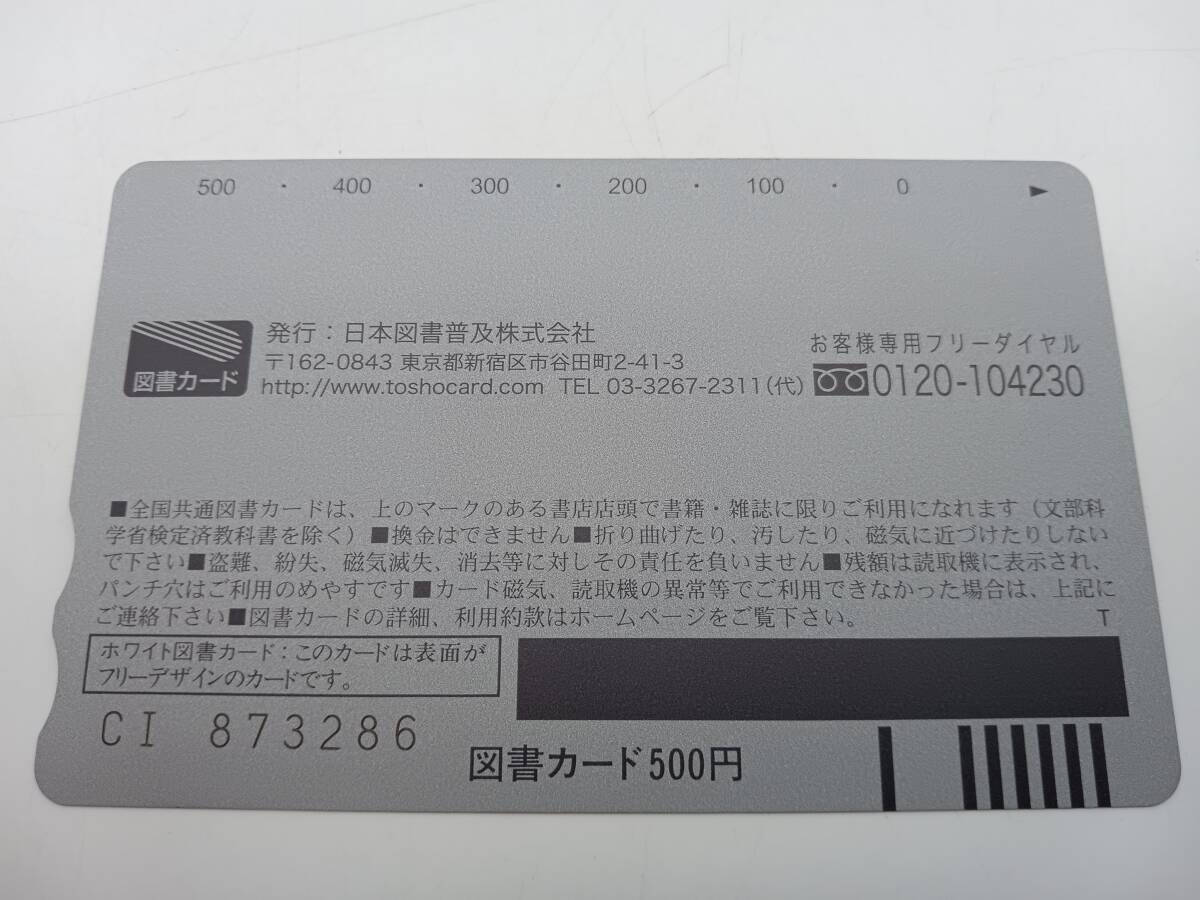 500 ・ 400 ・ 300 ・ 200 ・ 100 ・ 0 ▶
図書カード
発行：日本図書普及株式会社
〒162-0843 東京都新宿区市谷田町2-41-3
http://www.toshocard.com TEL 03-3267-2311（代）
お客様専用フリーダイヤル
0120-104230
■全国共通図書カードは、上のマークのある書店店頭で書籍・雑誌に限りご利用になれます（文部科
学省検定済教科書を除く）■換金はできません■折り曲げたり、汚したり、磁気に近づけたりしない
で下さい■盗難、紛失、磁気滅失、消去等に対しその責任を負いません■残額は読取機に表示され、
パンチ穴はご利用のめやすです■カード磁気、読取機の異常等でご利用できなかった場合は、上記に
ご連絡下さい■図書カードの詳細、利用約款はホームページをご覧下さい。
T
ホワイト図書カード：このカードは表面が
フリーデザインのカードです。
CI 873286
図書カード500円